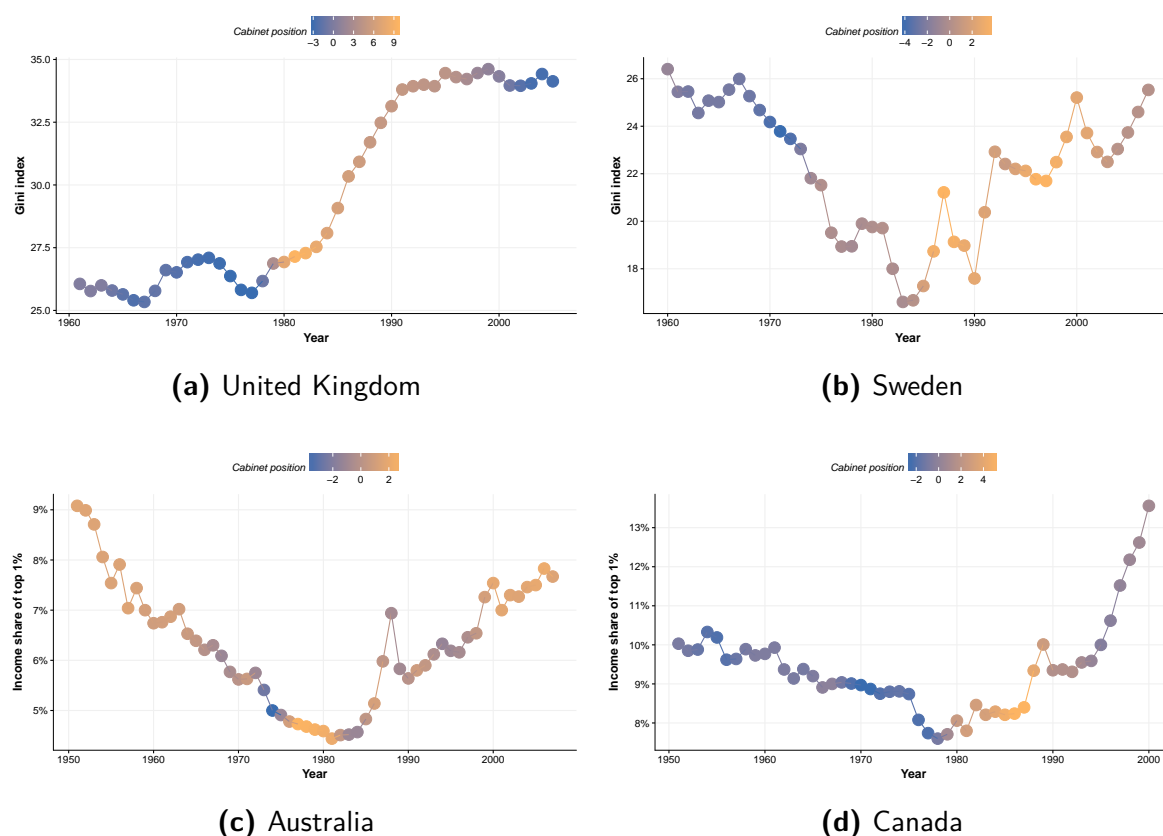 Cabinet position
−3 0 3 6 9
35.0
32.5
30.0
27.5
25.0
Gini index
1960 1970 1980 1990 2000
Year
(a) United Kingdom
Cabinet position
−4 −2 0 2
26
24
22
20
18
Gini index
1960 1970 1980 1990 2000
Year
(b) Sweden
Cabinet position
−2 0 2
9%
8%
7%
6%
5%
Income share of top 1%
1950 1960 1970 1980 1990 2000
Year
(c) Australia
Cabinet position
−2 0 2 4
13%
12%
11%
10%
9%
8%
Income share of top 1%
1950 1960 1970 1980 1990 2000
Year
(d) Canada